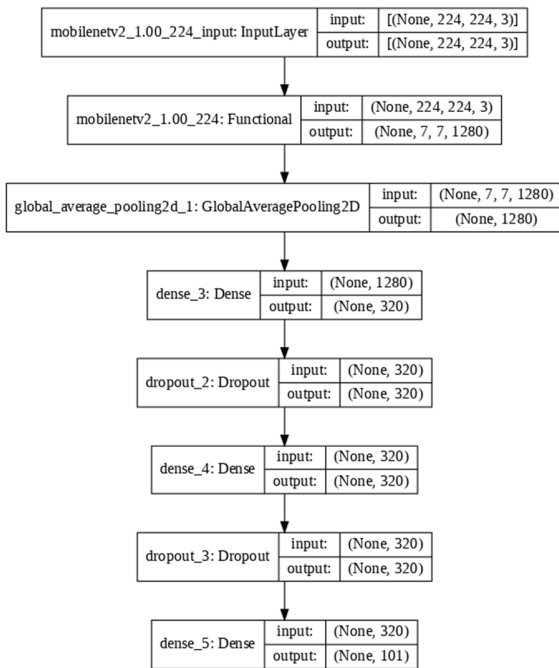 mobilenetv2_1.00_224_input: InputLayer
input: [(None, 224, 224, 3)]
output: [(None, 224, 224, 3)]
mobilenetv2_1.00_224: Functional
input: (None, 224, 224, 3)
output: (None, 7, 7, 1280)
global_average_pooling2d_1: GlobalAveragePooling2D
input: (None, 7, 7, 1280)
output: (None, 1280)
dense_3: Dense
input: (None, 1280)
output: (None, 320)
dropout_2: Dropout
input: (None, 320)
output: (None, 320)
dense_4: Dense
input: (None, 320)
output: (None, 320)
dropout_3: Dropout
input: (None, 320)
output: (None, 320)
dense_5: Dense
input: (None, 320)
output: (None, 101)